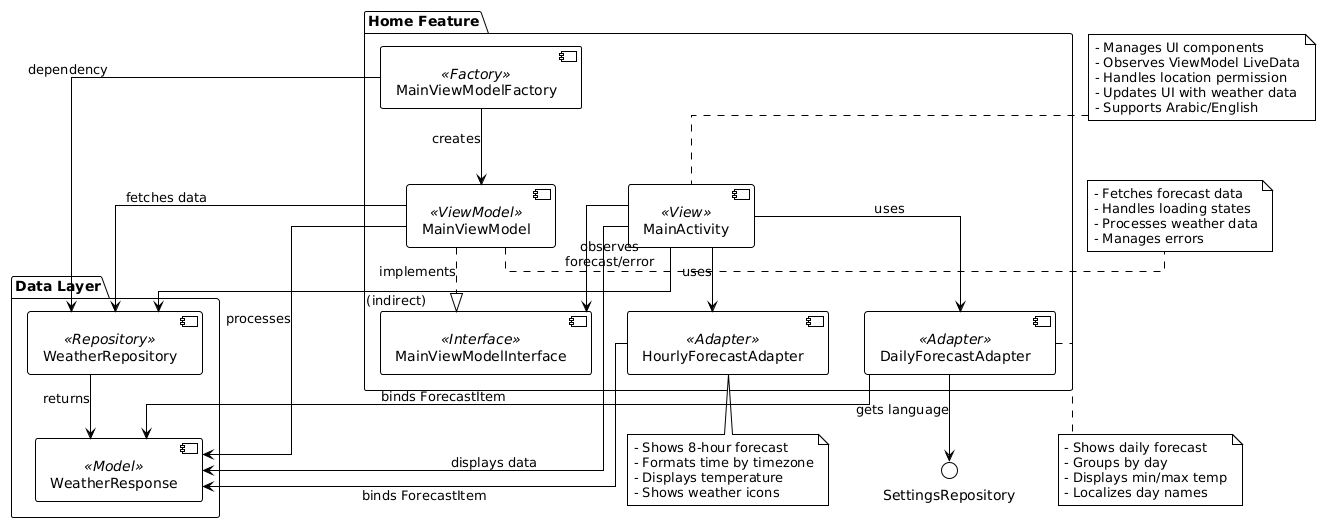 Home Feature
«Factory»
MainViewModelFactory
- Manages UI components
- Observes ViewModel LiveData
- Handles location permission
- Updates UI with weather data
- Supports Arabic/English
dependency
creates
fetches data
«ViewModel»
MainViewModel
«View»
MainActivity
uses
- Fetches forecast data
- Handles loading states
- Processes weather data
- Manages errors
observes
forecast/error
implements
uses
(indirect)
Data Layer
processes
«Repository»
WeatherRepository
«Interface»
MainViewModelInterface
«Adapter»
HourlyForecastAdapter
«Adapter»
DailyForecastAdapter
returns
binds ForecastItem
gets language
«Model»
WeatherResponse
displays data
binds ForecastItem
- Shows 8-hour forecast
- Formats time by timezone
- Displays temperature
- Shows weather icons
SettingsRepository
- Shows daily forecast
- Groups by day
- Displays min/max temp
- Localizes day names